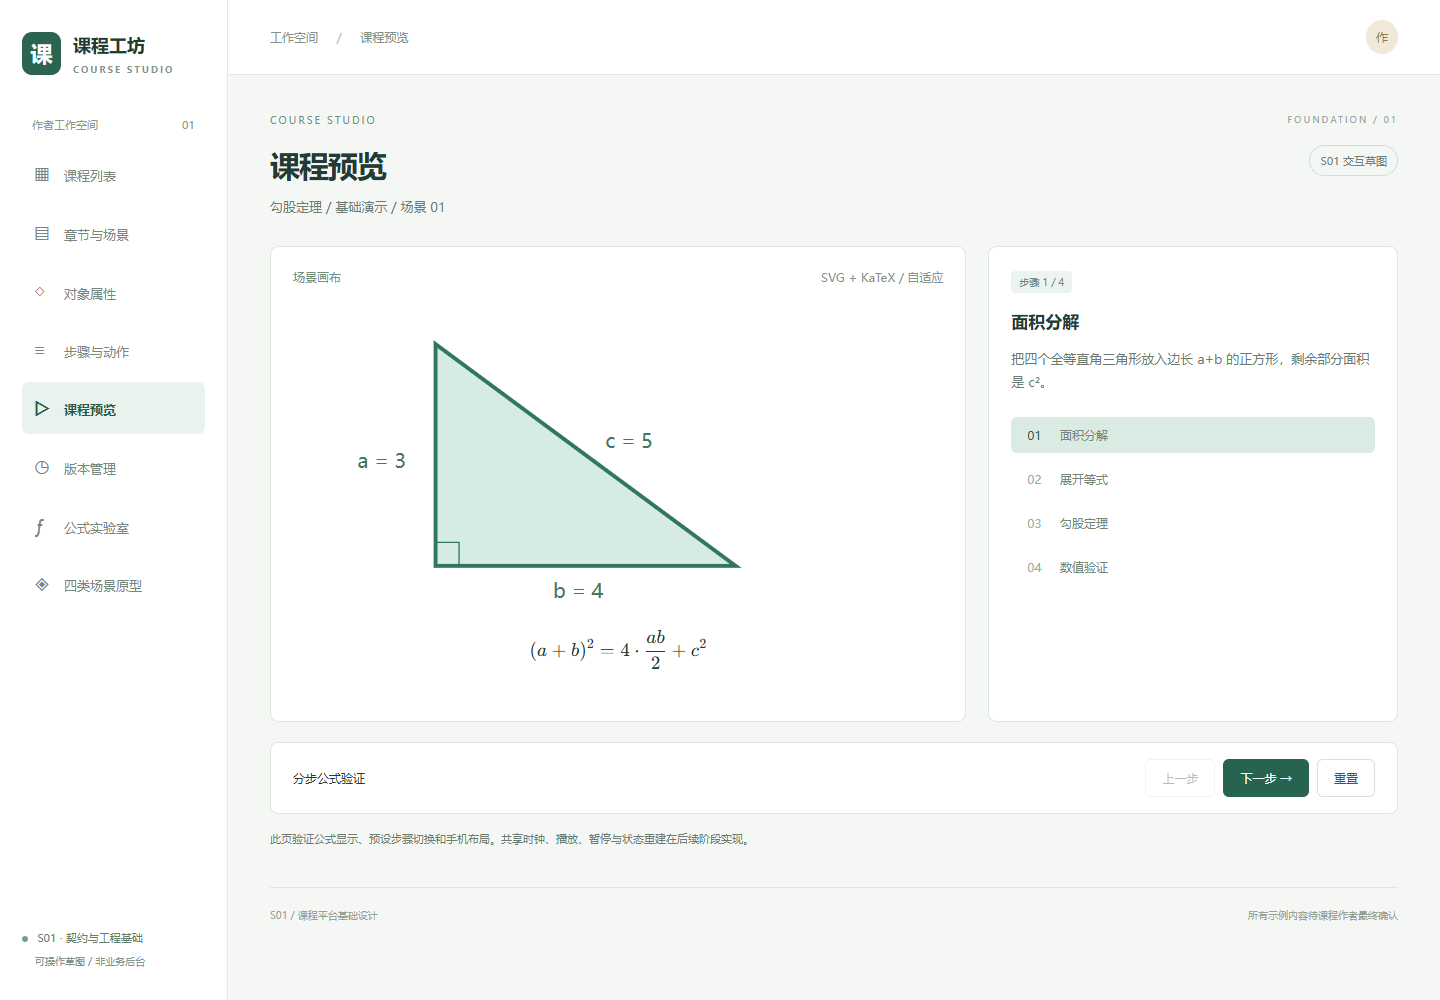 课
课程工坊
COURSE STUDIO
作者工作空间 01
课程列表
章节与场景
对象属性
步骤与动作
课程预览
版本管理
公式实验室
四类场景原型
S01 · 契约与工程基础
可操作草图 / 非业务后台
工作空间 / 课程预览
作
COURSE STUDIO
FOUNDATION / 01
课程预览
S01 交互草图
勾股定理 / 基础演示 / 场景 01
场景画布
SVG + KaTeX / 自适应
a = 3
c = 5
b = 4
(a + b)² = 4 · ab/2 + c²
步骤 1 / 4
面积分解
把四个全等直角三角形放入边长 a+b 的正方形，剩余部分面积
是 c²。
01 面积分解
02 展开等式
03 勾股定理
04 数值验证
分步公式验证
上一步
下一步 →
重置
此页验证公式显示、预设步骤切换和手机布局。共享时钟、播放、暂停与状态重建在后续阶段实现。
S01 / 课程平台基础设计
所有示例内容待课程作者最终确认